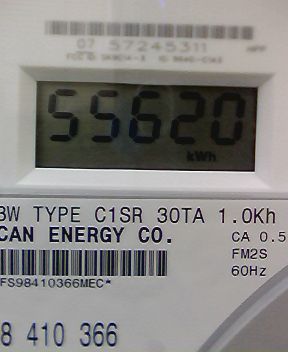 07 57245311
55620
kWh
3W TYPE C1SR 30TA 1.0Kh
CAN ENERGY CO.
CA 0.5
FM2S
60Hz
FS98410366MEC*
8 410 366